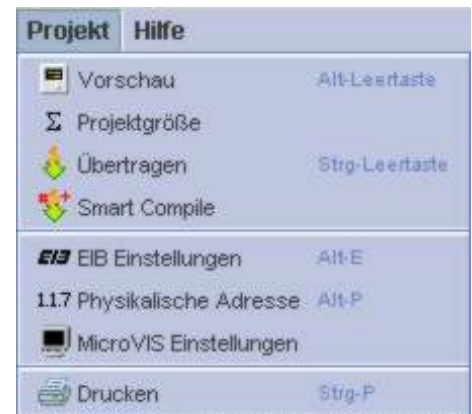 Projekt Hilfe
Vorschau Alt-Leertaste
Σ Projektgröße
Übertragen Strg-Leertaste
Smart Compile
EIB EIB Einstellungen Alt-E
1.1.7 Physikalische Adresse Alt-P
MicroVIS Einstellungen
Drucken Strg-P